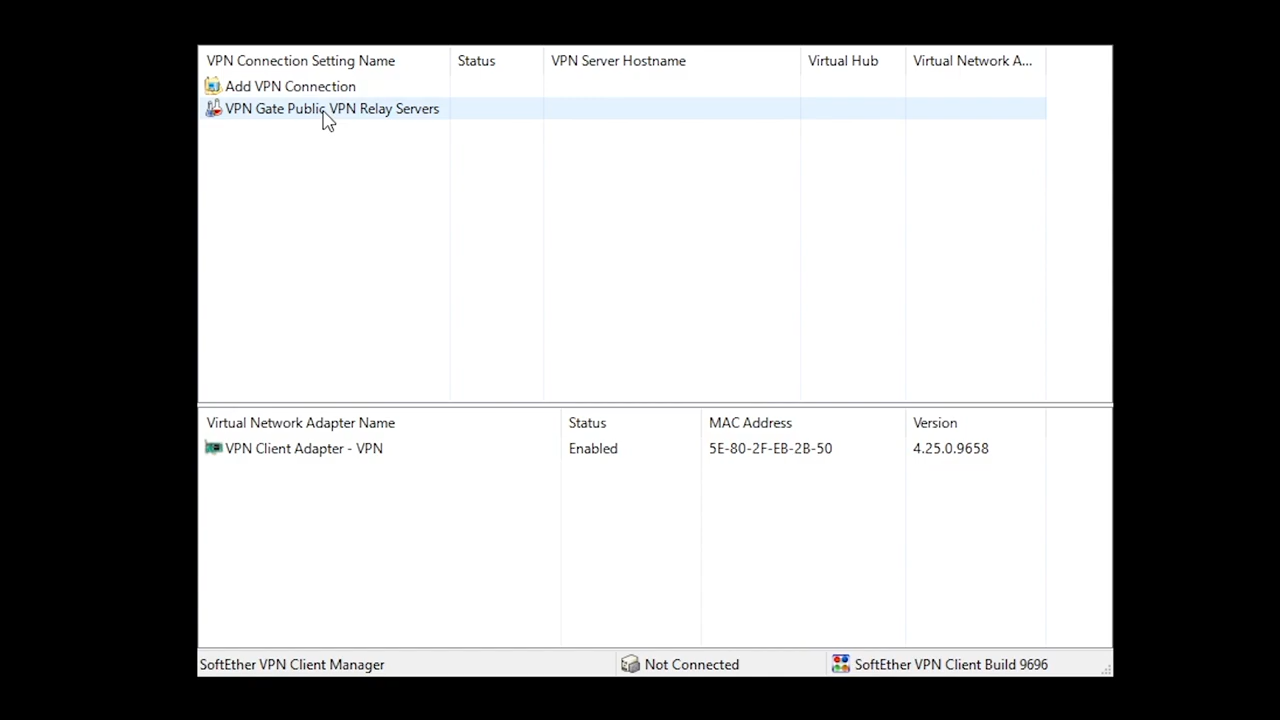 VPN Connection Setting Name Status VPN Server Hostname Virtual Hub Virtual Network A...
Add VPN Connection
VPN Gate Public VPN Relay Servers
Virtual Network Adapter Name Status MAC Address Version
VPN Client Adapter - VPN Enabled 5E-80-2F-EB-2B-50 4.25.0.9658
SoftEther VPN Client Manager Not Connected SoftEther VPN Client Build 9696